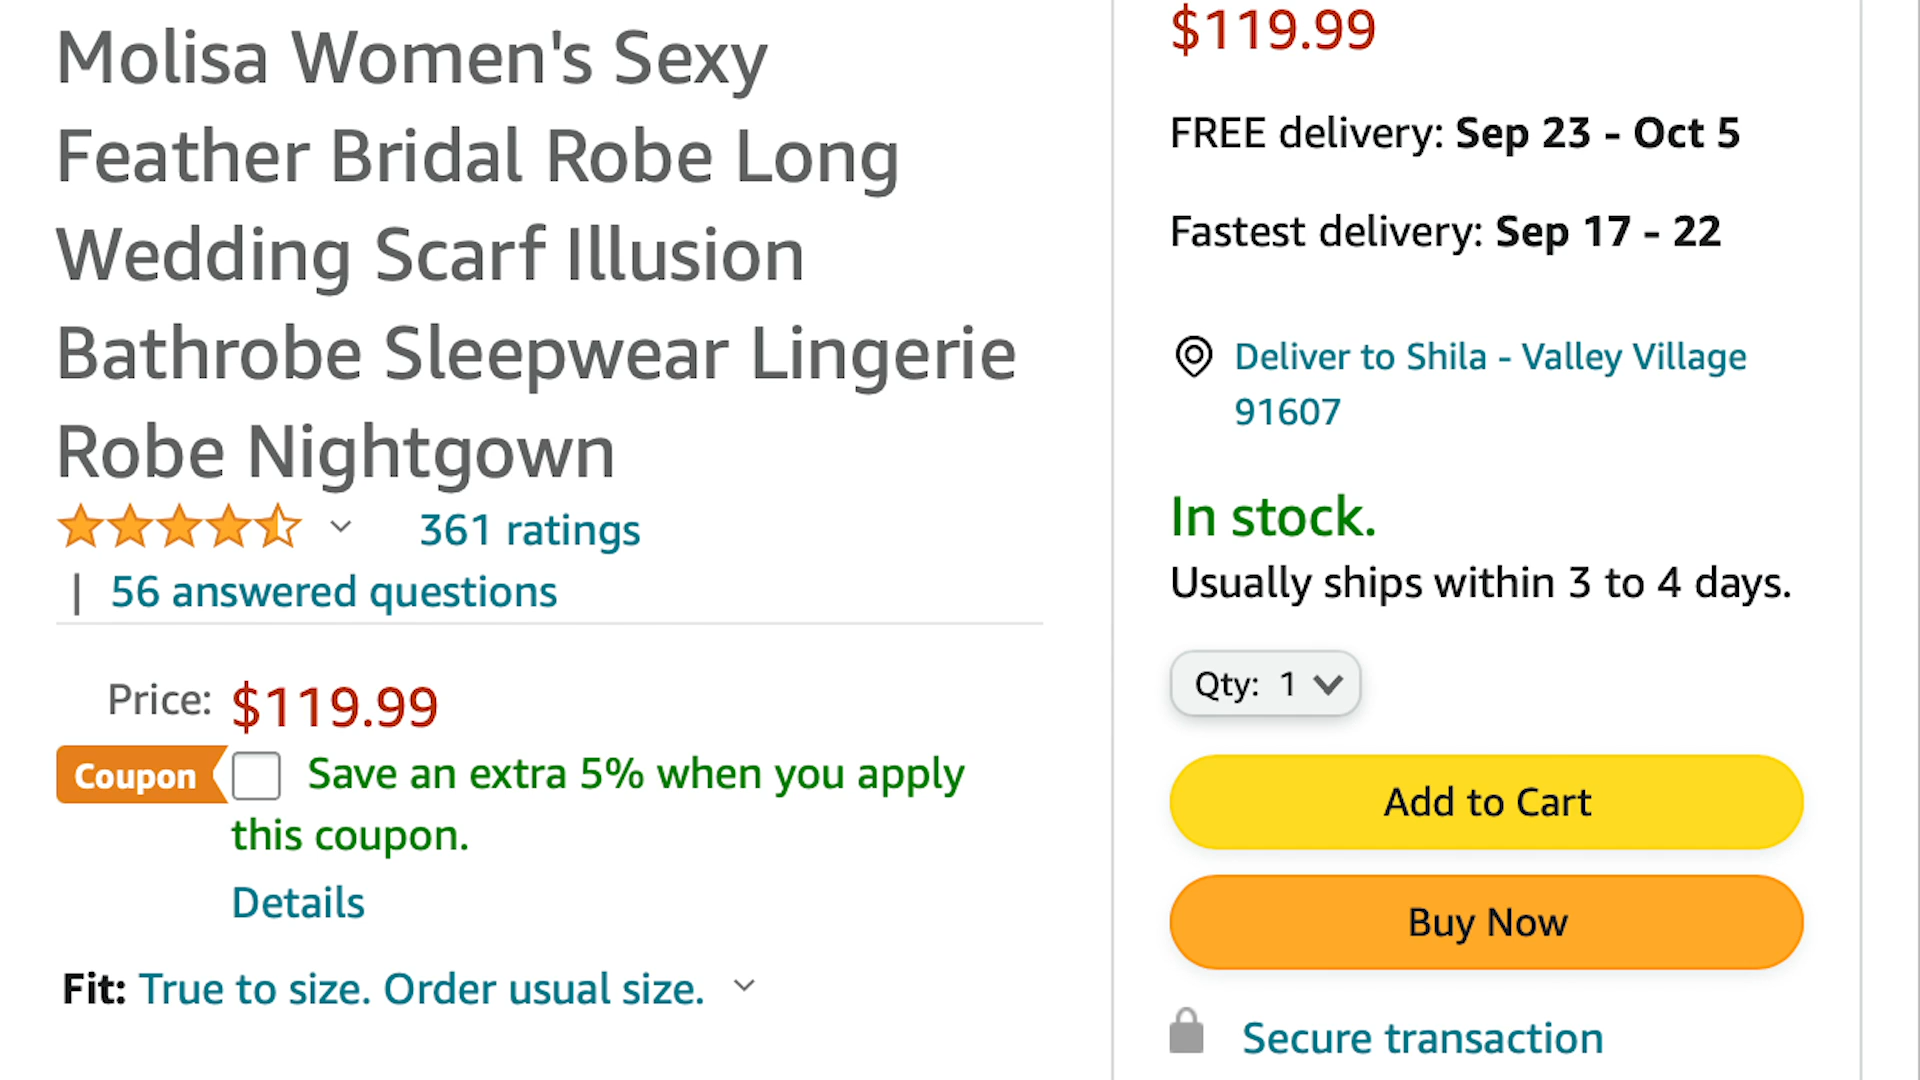 Molisa Women's Sexy
Feather Bridal Robe Long
Wedding Scarf Illusion
Bathrobe Sleepwear Lingerie
Robe Nightgown
361 ratings
| 56 answered questions
Price: $119.99
Coupon Save an extra 5% when you apply
this coupon.
Details
Fit: True to size. Order usual size.
$119.99
FREE delivery: Sep 23 - Oct 5
Fastest delivery: Sep 17 - 22
Deliver to Shila - Valley Village
91607
In stock.
Usually ships within 3 to 4 days.
Qty: 1
Add to Cart
Buy Now
Secure transaction